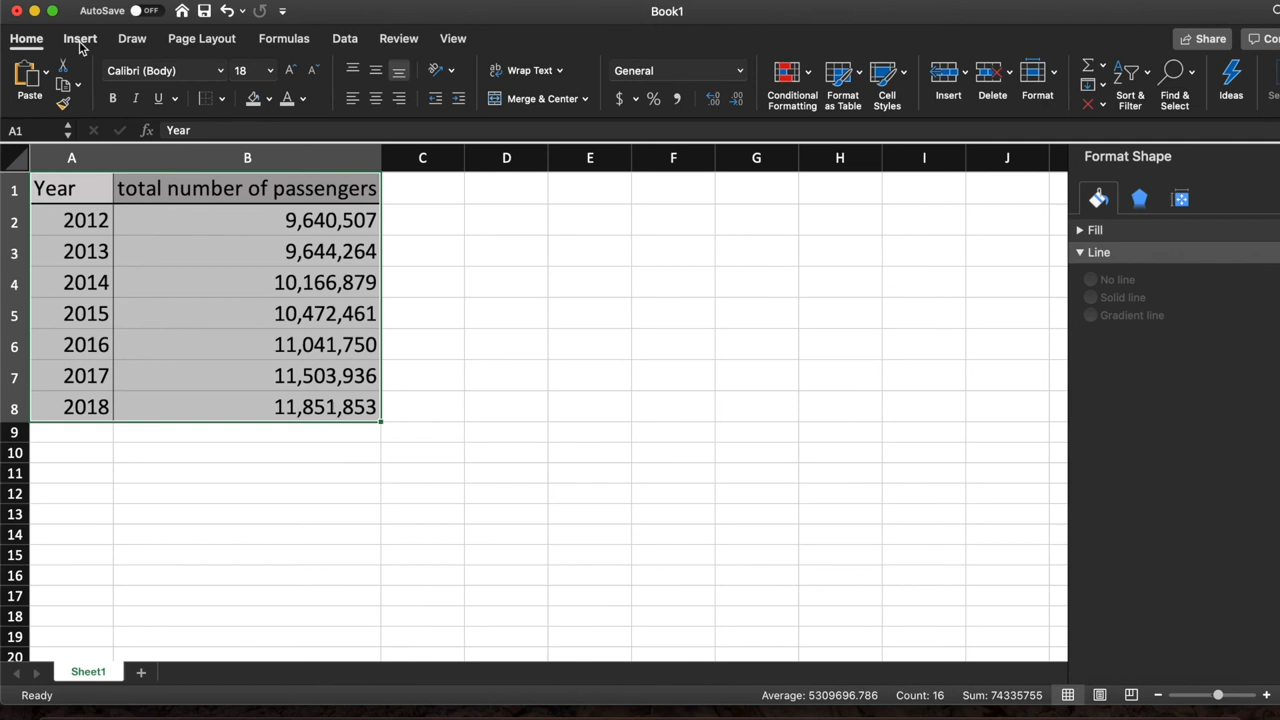 AutoSave OFF Book1
Home Insert Draw Page Layout Formulas Data Review View Share
Calibri (Body) 18 Wrap Text General
Paste B I U Merge & Center $ % Conditional Formatting Format as Table Cell Styles Insert Delete Format Sort & Filter Find & Select Ideas
A1 fx Year
A B C D E F G H I J
1 Year total number of passengers
2 2012 9,640,507
3 2013 9,644,264
4 2014 10,166,879
5 2015 10,472,461
6 2016 11,041,750
7 2017 11,503,936
8 2018 11,851,853
9
10
11
12
13
14
15
16
17
18
19
20
Format Shape
Fill
Line
No line
Solid line
Gradient line
Sheet1
Ready Average: 5309696.786 Count: 16 Sum: 74335755